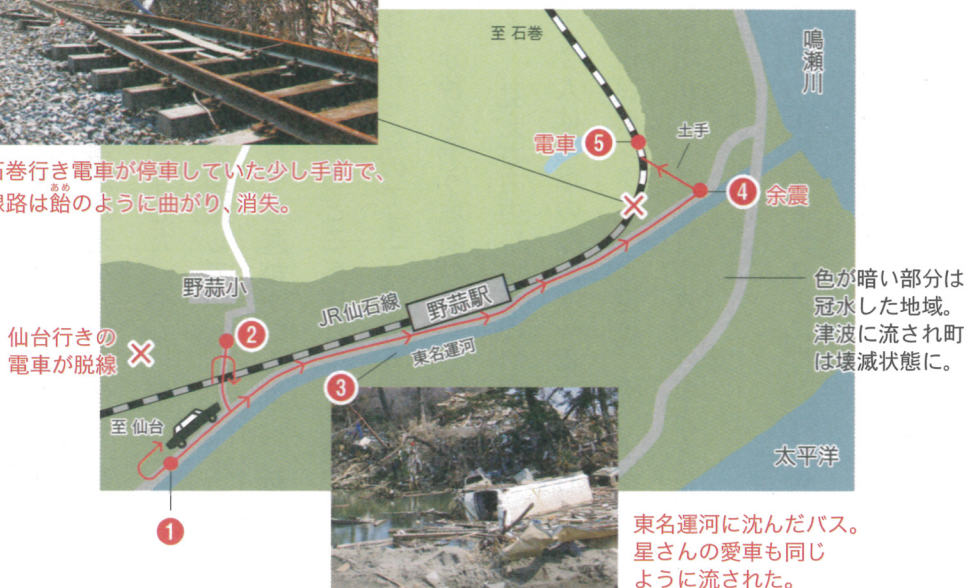 石巻行き電車が停車していた少し手前で、
線路は飴のように曲がり、消失。
あめ
至 石巻
鳴瀬川
電車 5
土手
4 余震
野蒜小
JR仙石線
野蒜駅
色が暗い部分は
冠水した地域。
津波に流され町
は壊滅状態に。
仙台行きの
電車が脱線
2
東名運河
3
至 仙台
太平洋
1
東名運河に沈んだバス。
星さんの愛車も同じ
ように流された。